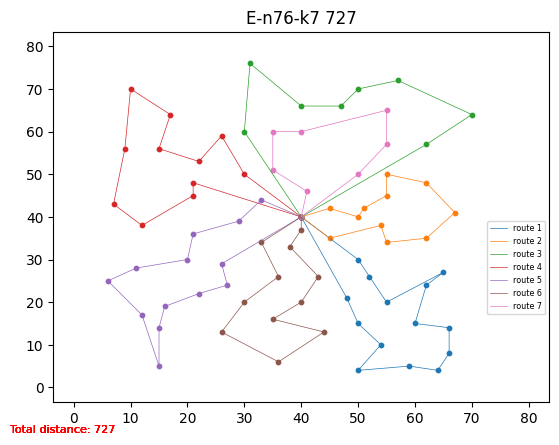 E-n76-k7 727
80
70
60
50
40
30
20
10
0
route 1
route 2
route 3
route 4
route 5
route 6
route 7
0 10 20 30 40 50 60 70 80
Total distance: 727